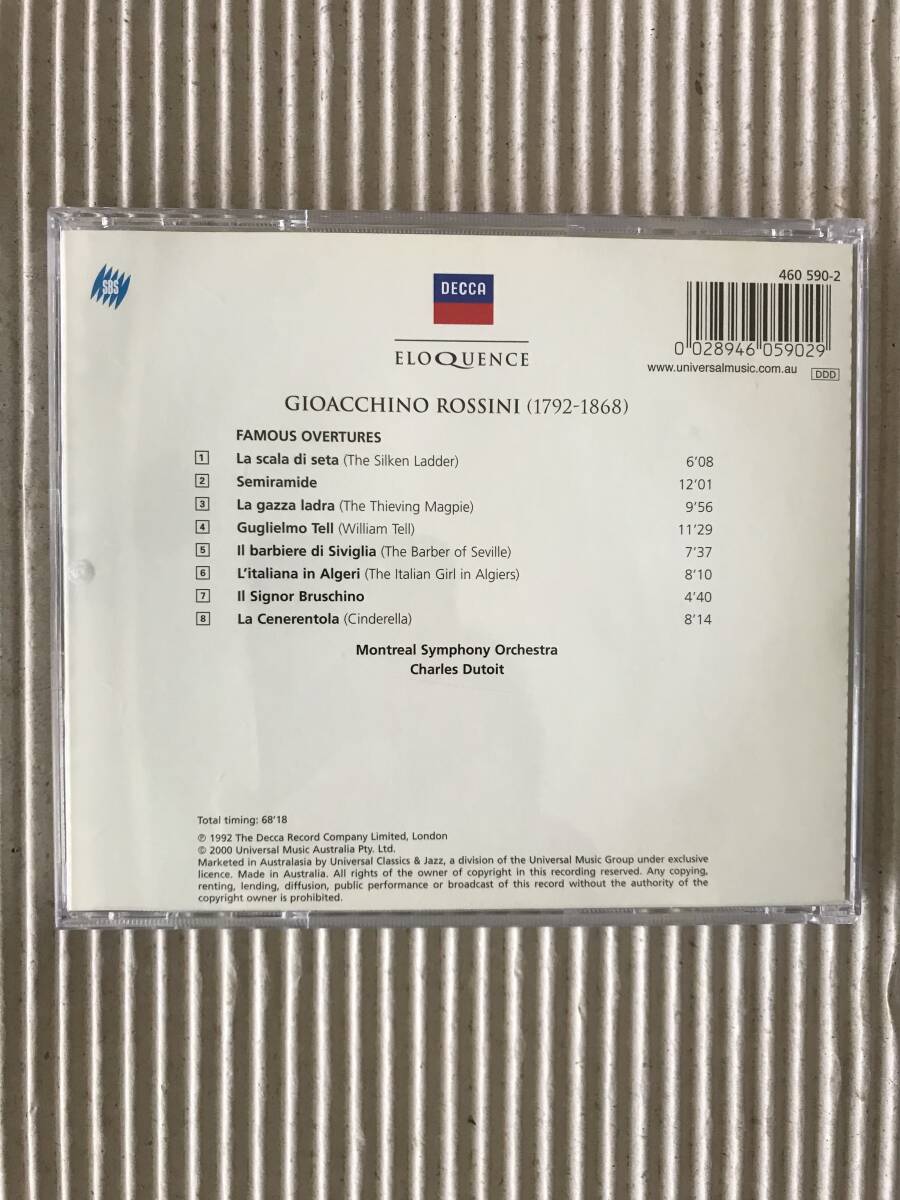 SBS
DECCA
ELOQUENCE
460 590-2
0 028946 059029
www.universalmusic.com.au DDD
GIOACCHINO ROSSINI (1792-1868)
FAMOUS OVERTURES
1 La scala di seta (The Silken Ladder) 6'08
2 Semiramide 12'01
3 La gazza ladra (The Thieving Magpie) 9'56
4 Guglielmo Tell (William Tell) 11'29
5 Il barbiere di Siviglia (The Barber of Seville) 7'37
6 L'italiana in Algeri (The Italian Girl in Algiers) 8'10
7 Il Signor Bruschino 4'40
8 La Cenerentola (Cinderella) 8'14
Montreal Symphony Orchestra
Charles Dutoit
Total timing: 68'18
℗ 1992 The Decca Record Company Limited, London
© 2000 Universal Music Australia Pty. Ltd.
Marketed in Australasia by Universal Classics & Jazz, a division of the Universal Music Group under exclusive
licence. Made in Australia. All rights of the owner of copyright in this recording reserved. Any copying,
renting, lending, diffusion, public performance or broadcast of this record without the authority of the
copyright owner is prohibited.